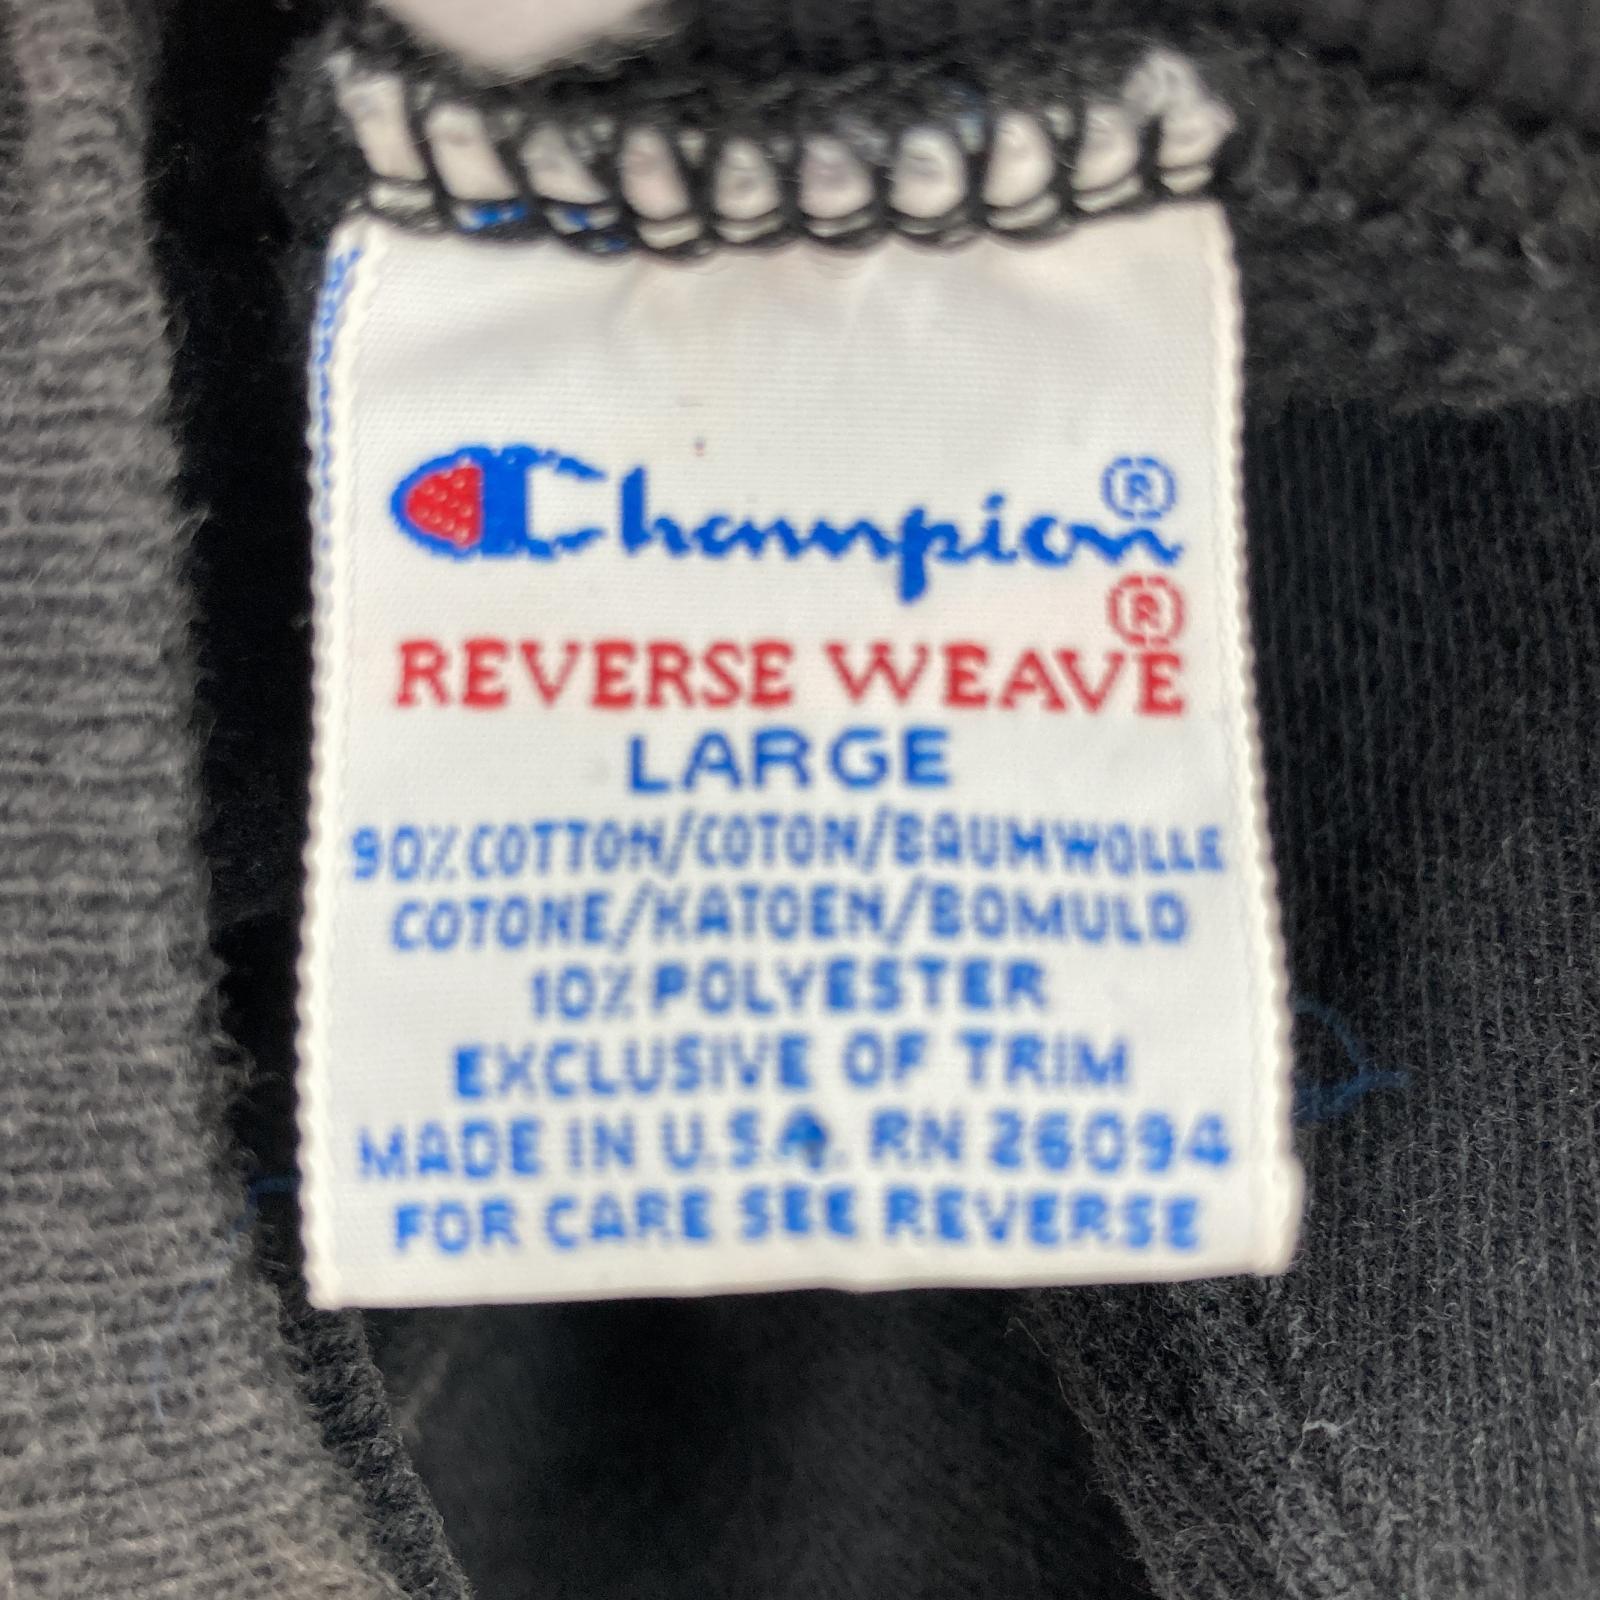 Champion®
REVERSE WEAVE®
LARGE
90% COTTON/COTON/BAUMWOLLE
COTONE/KATOEN/BOMULD
10% POLYESTER
EXCLUSIVE OF TRIM
MADE IN U.S.A. RN 26094
FOR CARE SEE REVERSE